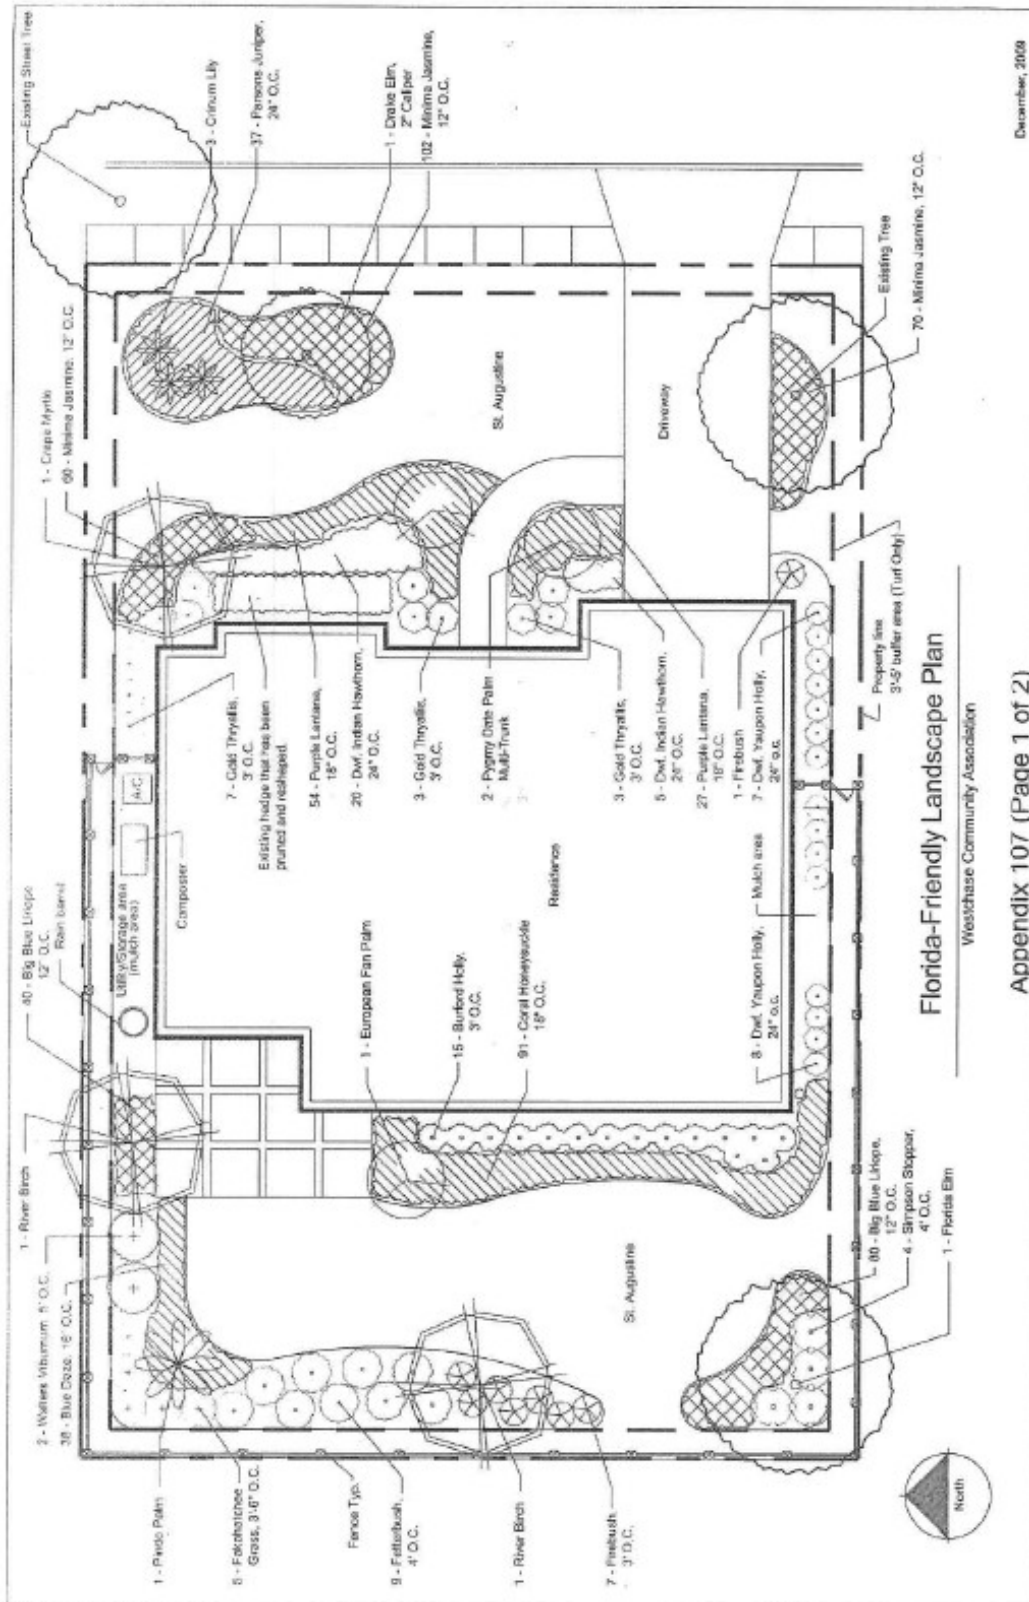 Existing Street Tree
3 - Crinum Lily
37 - Parsons Juniper,
24" O.C.
1 - Drake Elm,
2" Caliper
102 - Minima Jasmine,
12" O.C.
December, 2009
1 - Crape Myrtle
60 - Minima Jasmine, 12" O.C.
St. Augustine
Driveway
Existing Tree
70 - Minima Jasmine, 12" O.C.
7 - Gold Thryallis,
3' O.C.
Existing hedge that has been
pruned and reshaped.
54 - Purple Lantana,
18" O.C.
20 - Dwf. Indian Hawthorn,
24" O.C.
3 - Gold Thryallis,
3' O.C.
2 - Pygmy Date Palm
Multi-Trunk
3 - Gold Thryallis,
3' O.C.
5 - Dwf. Indian Hawthorn,
24" O.C.
27 - Purple Lantana,
18" O.C.
1 - Firebush
7 - Dwf. Yaupon Holly,
24" o.c.
Property line
3'-5' buffer area (Turf Only)
A/C
Composter
Utility/Storage area
(mulch area)
Rain barrel
40 - Big Blue Liriope
12" O.C.
Residence
Mulch area
8 - Dwf. Yaupon Holly,
24" o.c.
1 - European Fan Palm
15 - Burford Holly,
3' O.C.
91 - Coral Honeysuckle
18" O.C.
1 - River Birch
2 - Walters Viburnum 5' O.C.
38 - Blue Daze, 16" O.C.
St. Augustine
80 - Big Blue Liriope,
12" O.C.
4 - Simpson Stopper,
4' O.C.
1 - Florida Elm
1 - Pindo Palm
5 - Fakahatchee
Grass, 3'-6" O.C.
Fence Typ.
9 - Fetterbush,
4' O.C.
1 - River Birch
7 - Firebush,
3' O.C.
North
Florida-Friendly Landscape Plan
Westchase Community Association
Appendix 107 (Page 1 of 2)